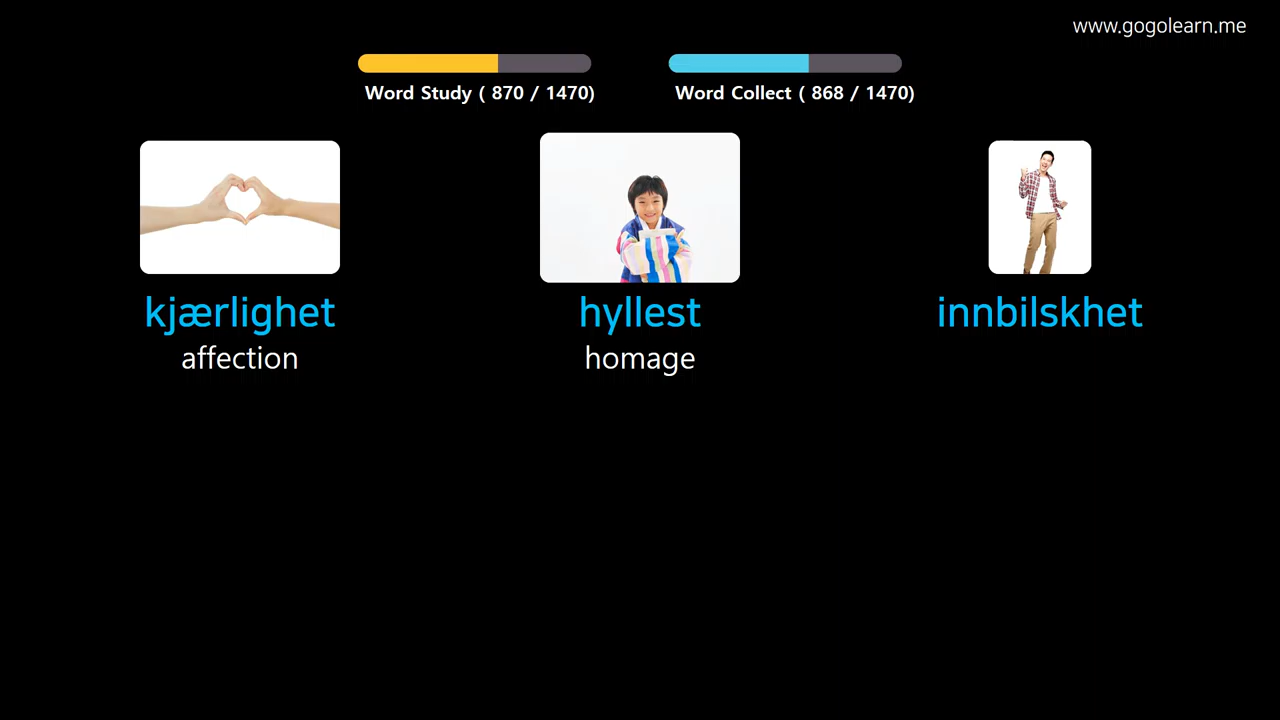 www.gogolearn.me
Word Study ( 870 / 1470)
Word Collect ( 868 / 1470)
kjærlighet
affection
hyllest
homage
innbilskhet